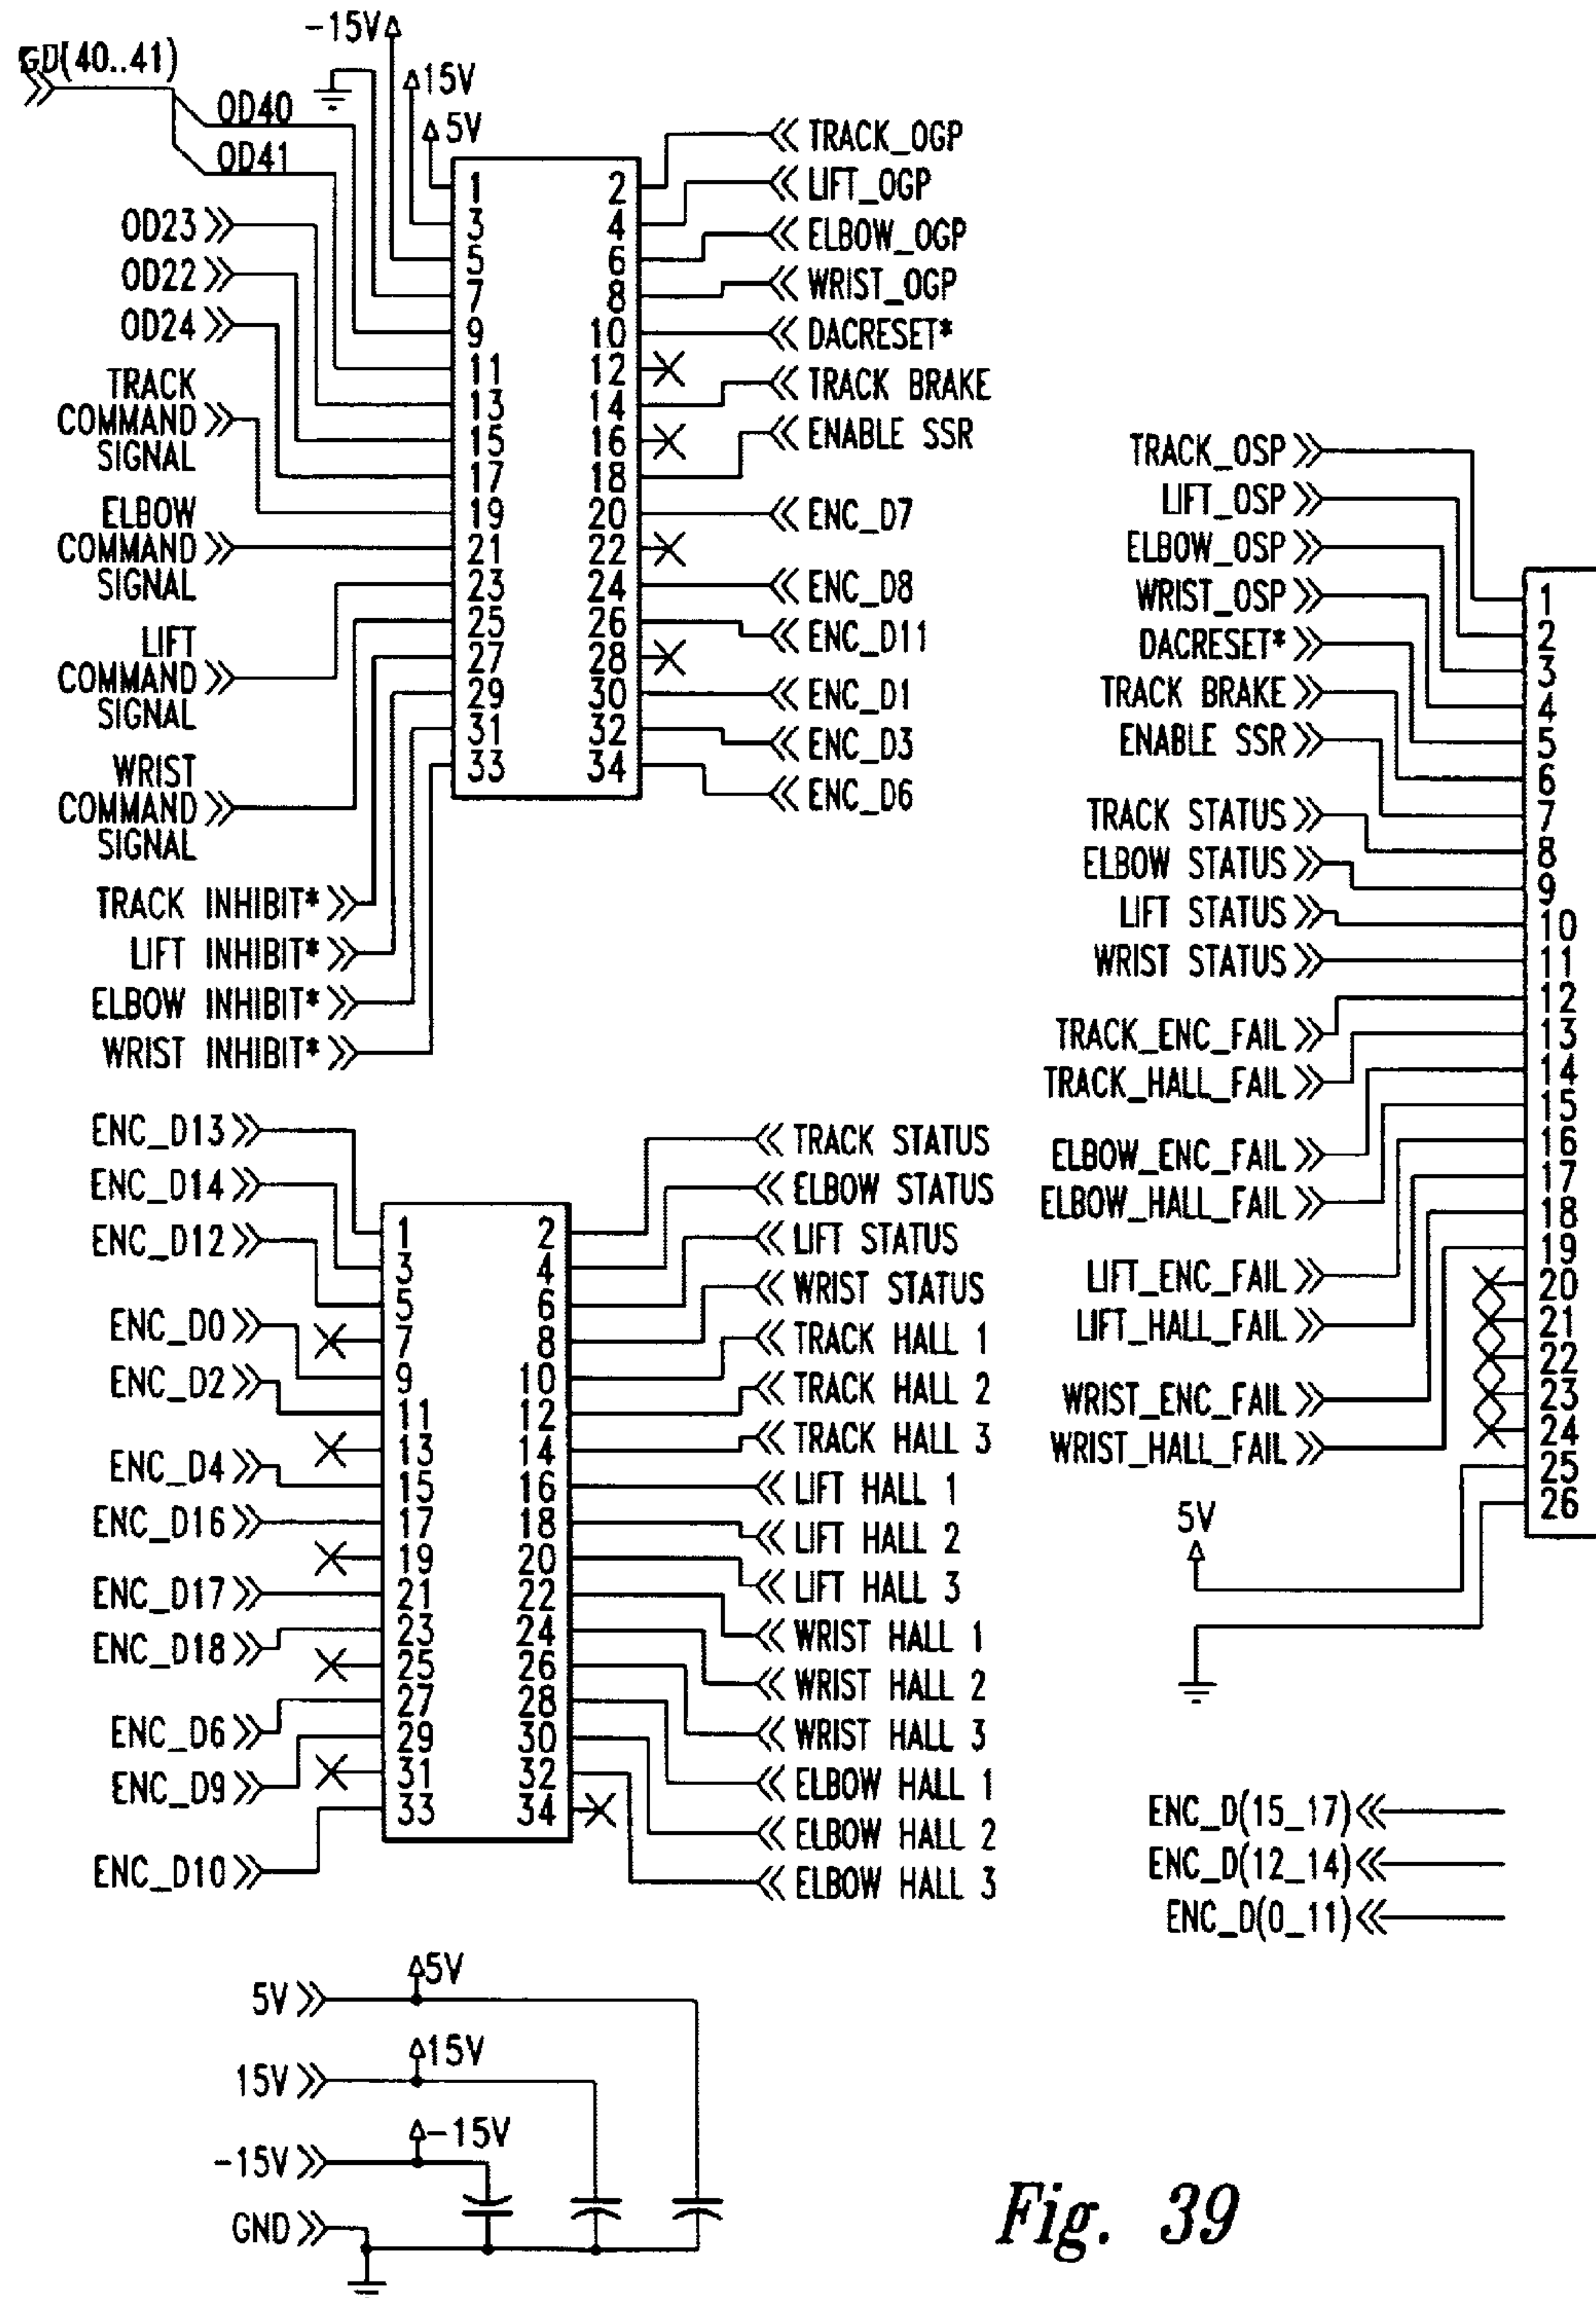 GD(40..41)
OD40
OD41
-15V
15V
5V
OD23
OD22
OD24
TRACK
COMMAND
SIGNAL
ELBOW
COMMAND
SIGNAL
LIFT
COMMAND
SIGNAL
WRIST
COMMAND
SIGNAL
TRACK INHIBIT*
LIFT INHIBIT*
ELBOW INHIBIT*
WRIST INHIBIT*
1 2
3 4
5 6
7 8
9 10
11 12
13 14
15 16
17 18
19 20
21 22
23 24
25 26
27 28
29 30
31 32
33 34
TRACK_OGP
LIFT_OGP
ELBOW_OGP
WRIST_OGP
DACRESET*
TRACK BRAKE
ENABLE SSR
ENC_D7
ENC_D8
ENC_D11
ENC_D1
ENC_D3
ENC_D6
ENC_D13
ENC_D14
ENC_D12
ENC_D0
ENC_D2
ENC_D4
ENC_D16
ENC_D17
ENC_D18
ENC_D6
ENC_D9
ENC_D10
1 2
3 4
5 6
7 8
9 10
11 12
13 14
15 16
17 18
19 20
21 22
23 24
25 26
27 28
29 30
31 32
33 34
TRACK STATUS
ELBOW STATUS
LIFT STATUS
WRIST STATUS
TRACK HALL 1
TRACK HALL 2
TRACK HALL 3
LIFT HALL 1
LIFT HALL 2
LIFT HALL 3
WRIST HALL 1
WRIST HALL 2
WRIST HALL 3
ELBOW HALL 1
ELBOW HALL 2
ELBOW HALL 3
TRACK_OSP
LIFT_OSP
ELBOW_OSP
WRIST_OSP
DACRESET*
TRACK BRAKE
ENABLE SSR
TRACK STATUS
ELBOW STATUS
LIFT STATUS
WRIST STATUS
TRACK_ENC_FAIL
TRACK_HALL_FAIL
ELBOW_ENC_FAIL
ELBOW_HALL_FAIL
LIFT_ENC_FAIL
LIFT_HALL_FAIL
WRIST_ENC_FAIL
WRIST_HALL_FAIL
5V
1
2
3
4
5
6
7
8
9
10
11
12
13
14
15
16
17
18
19
20
21
22
23
24
25
26
ENC_D(15_17)
ENC_D(12_14)
ENC_D(0_11)
5V
5V
15V
15V
-15V
-15V
GND
Fig. 39